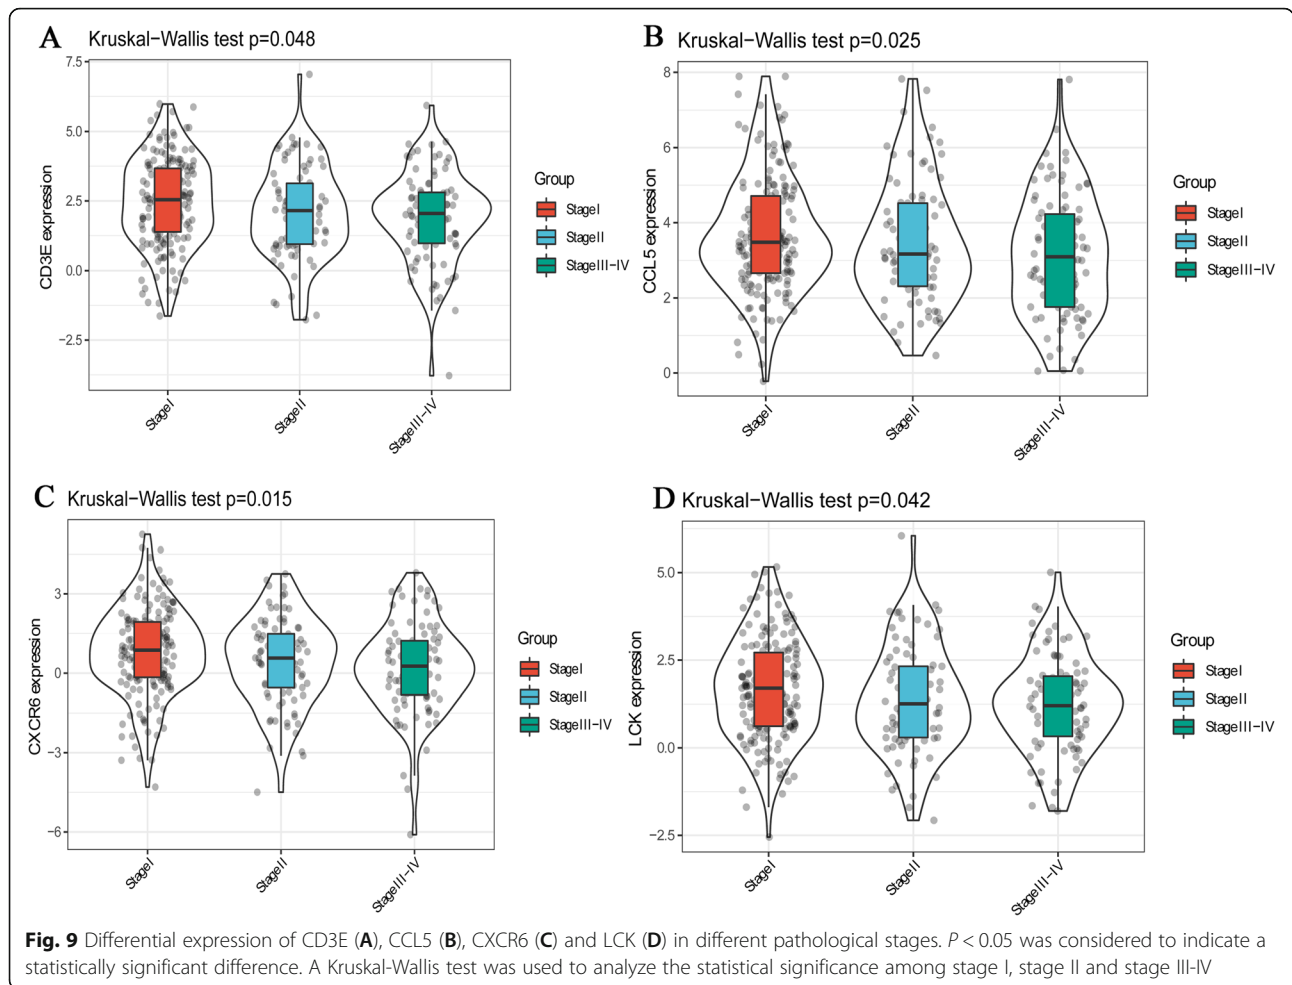 A
Kruskal−Wallis test p=0.048
7.5
5.0
2.5
0.0
−2.5
CD3E expression
StageI
StageII
StageIII−IV
Group
StageI
StageII
StageIII−IV
B
Kruskal−Wallis test p=0.025
8
6
4
2
0
CCL5 expression
StageI
StageII
StageIII−IV
Group
StageI
StageII
StageIII−IV
C
Kruskal−Wallis test p=0.015
3
0
−3
−6
CXCR6 expression
StageI
StageII
StageIII−IV
Group
StageI
StageII
StageIII−IV
D
Kruskal−Wallis test p=0.042
5.0
2.5
0.0
−2.5
LCK expression
StageI
StageII
StageIII−IV
Group
StageI
StageII
StageIII−IV
Fig. 9 Differential expression of CD3E (A), CCL5 (B), CXCR6 (C) and LCK (D) in different pathological stages. P < 0.05 was considered to indicate a
statistically significant difference. A Kruskal-Wallis test was used to analyze the statistical significance among stage I, stage II and stage III-IV